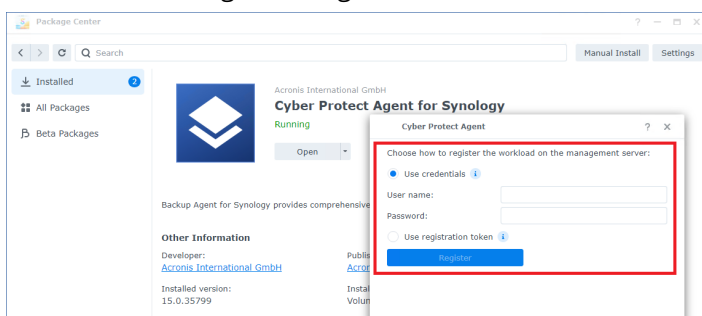 Package Center
Search
Manual Install
Settings
Installed
2
All Packages
Beta Packages
Acronis International GmbH
Cyber Protect Agent for Synology
Running
Open
Backup Agent for Synology provides comprehensive
Other Information
Developer:
Acronis International GmbH
Installed version:
15.0.35799
Cyber Protect Agent
? X
Choose how to register the workload on the management server:
Use credentials i
User name:
Password:
Use registration token i
Register